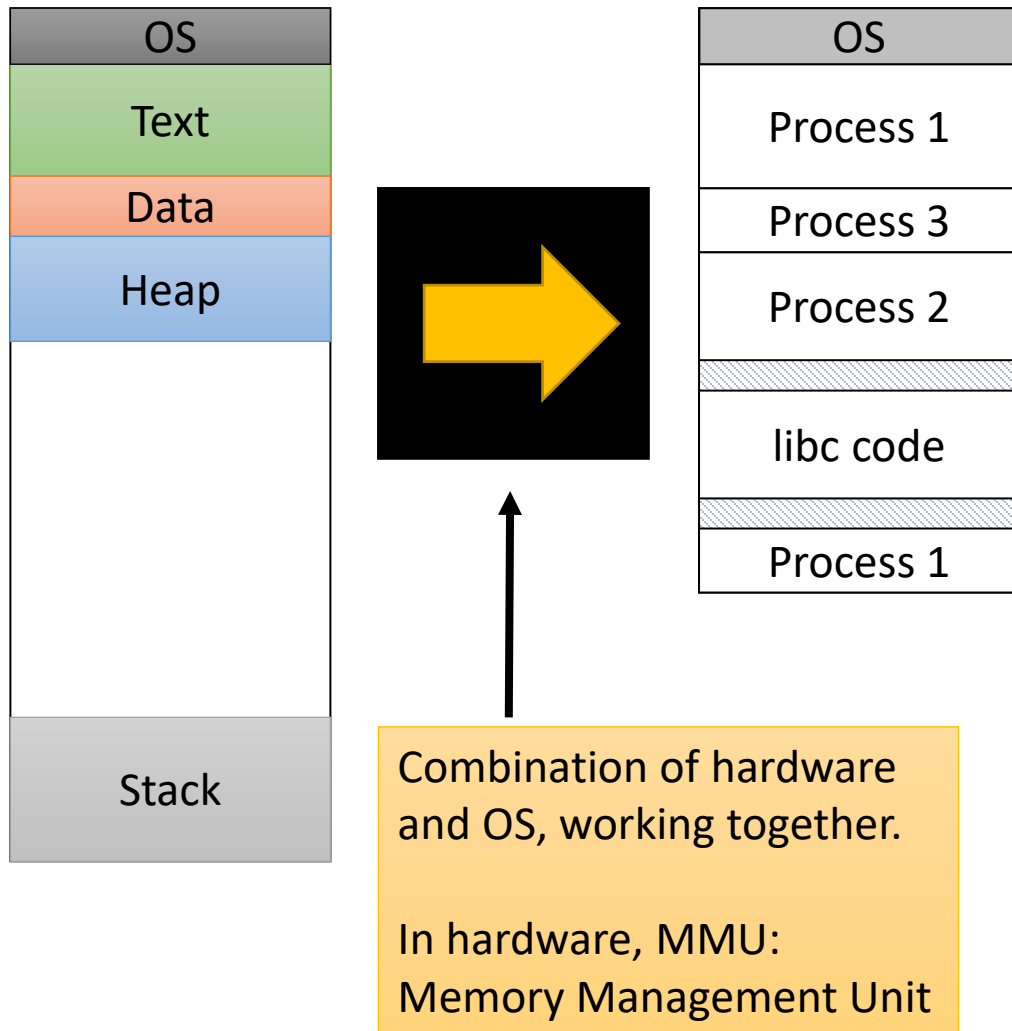 OS
Text
Data
Heap
Stack
OS
Process 1
Process 3
Process 2
libc code
Process 1
Combination of hardware
and OS, working together.
In hardware, MMU:
Memory Management Unit